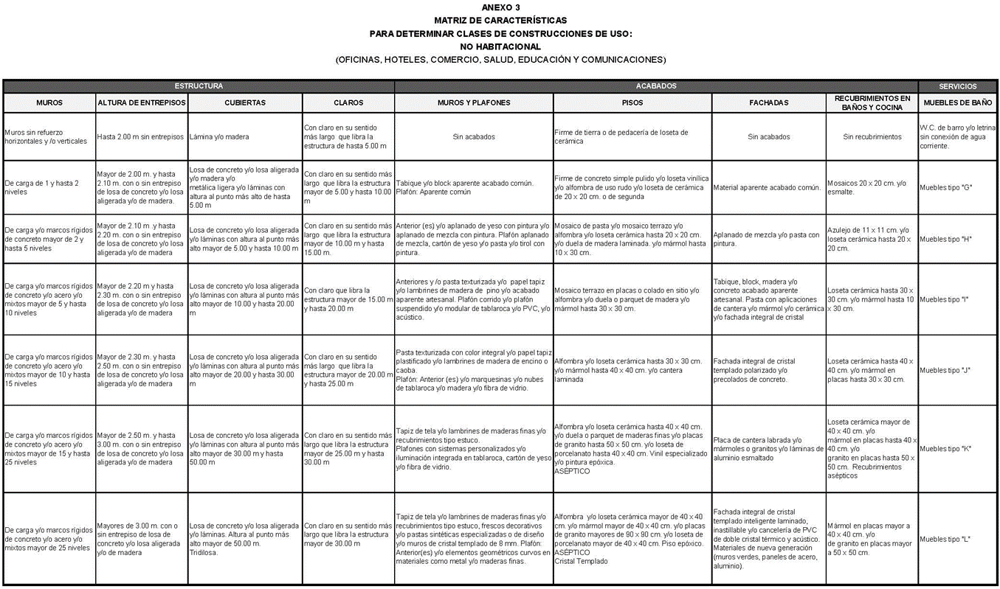 ANEXO 3
MATRIZ DE CARACTERÍSTICAS
PARA DETERMINAR CLASES DE CONSTRUCCIONES DE USO:
NO HABITACIONAL
(OFICINAS, HOTELES, COMERCIO, SALUD, EDUCACIÓN Y COMUNICACIONES)
ESTRUCTURA
ACABADOS
SERVICIOS
MUROS
ALTURA DE ENTREPISOS
CUBIERTAS
CLAROS
MUROS Y PLAFONES
PISOS
FACHADAS
RECUBRIMIENTOS EN
BAÑOS Y COCINA
MUEBLES DE BAÑO
Muros sin refuerzo
horizontales y /o verticales
Hasta 2.00 m sin entrepisos
Lámina y/o madera
Con claro en su sentido
más largo que libra la
estructura de hasta 5.00 m
Sin acabados
Firme de tierra o de pedacería de loseta de
cerámica
Sin acabados
Sin recubrimientos
W.C. de barro y/o letrina
sin conexión de agua
corriente.
De carga de 1 y hasta 2
niveles
Mayor de 2.00 m. y hasta
2.10 m. con o sin entrepiso
de losa de concreto y/o losa
aligerada y/o de madera.
Losa de concreto y/o losa aligerada
y/o madera y/o
metálica ligera y/o láminas con
altura al punto más alto de hasta
5.00 m
Con claro en su sentido más
largo que libra la estructura
mayor de 5.00 y hasta 10.00
m
Tabique y/o block aparente acabado común.
Plafón: Aparente común
Firme de concreto simple pulido y/o loseta vinílica
y/o alfombra de uso rudo y/o loseta de cerámica
de 20 x 20 cm. o de segunda
Material aparente acabado común.
Mosaicos 20 x 20 cm. y/o
esmalte.
Muebles tipo "G"
De carga y/o marcos rígidos
de concreto mayor de 2 y
hasta 5 niveles
Mayor de 2.10 m .y hasta
2.20 m. con o sin entrepiso
de losa de concreto y/o losa
aligerada y/o de madera
Losa de concreto y/o losa aligerada
y/o láminas con altura al punto más
alto mayor de 5.00 y hasta 10.00 m
Con claro en su sentido más
largo que libra la estructura
mayor de 10.00 m y hasta
15.00 m.
Anterior (es) y/o aplanado de yeso con pintura y/o
aplanado de mezcla con pintura. Plafón aplanado
de mezcla, cartón de yeso y/o pasta y/o tirol con
pintura.
Mosaico de pasta y/o mosaico terrazo y/o
alfombra y/o loseta cerámica hasta 20 x 20 cm.
y/o duela de madera laminada. y/o mármol hasta
10 x 30 cm.
Aplanado de mezcla y/o pasta con
pintura.
Azulejo de 11 x 11 cm. y/o
loseta cerámica hasta 20 x
20 cm.
Muebles tipo "H"
De carga y/o marcos rígidos
de concreto y/o acero y/o
mixtos mayor de 5 y hasta
10 niveles
Mayor de 2.20 m y hasta
2.30 m. con o sin entrepiso
de losa de concreto y/o losa
aligerada y/o de madera
Losa de concreto y/o losa aligerada
y/o láminas con altura al punto más
alto mayor de 10.00 y hasta 20.00
m
Con claro que libra la
estructura mayor de 15.00 m
y hasta 20.00 m
Anteriores y /o pasta texturizada y/o papel tapiz
y/o lambrines de madera de pino y/o acabado
aparente artesanal. Plafón corrido y/o plafón
suspendido y/o modular de tablaroca y/o PVC, y/o
acústico.
Mosaico terrazo en placas o colado en sitio y/o
alfombra y/o duela o parquet de madera y/o
mármol hasta 30 x 30 cm.
Tabique, block, madera y/o
concreto acabado aparente
artesanal. Pasta con aplicaciones
de cantera y/o mármol y/o cerámica
y/o fachada integral de cristal
Loseta cerámica hasta 30 x
30 cm. y/o mármol hasta 10
x 30 cm.
Muebles tipo "I"
De carga y/o marcos rígidos
de concreto y/o acero y/o
mixtos mayor de 10 y hasta
15 niveles
Mayor de 2.30 m. y hasta
2.50 m. con o sin entrepiso
de losa de concreto y/o losa
aligerada y/o de madera
Losa de concreto y/o losa aligerada
y/o láminas con altura al punto más
alto mayor de 20.00 y hasta 30.00
m
Con claro en su sentido
más largo que libra la
estructura mayor de 20.00 m
y hasta 25.00 m
Pasta texturizada con color integral y/o papel tapiz
plastificado y/o lambrines de madera de encino o
caoba.
Plafón: Anterior (es) y/o marquesinas y/o nubes
de tablaroca y/o madera y/o fibra de vidrio.
Alfombra y/o loseta cerámica hasta 30 x 30 cm.
y/o mármol hasta 40 x 40 cm. y/o cantera
laminada
Fachada integral de cristal
templado polarizado y/o
precolados de concreto.
Loseta cerámica hasta 40 x
40 cm. y/o mármol en
placas hasta 30 x 30 cm.
Muebles tipo "J"
De carga y/o marcos rígidos
de concreto y/o acero y/o
mixtos mayor de 15 y hasta
25 niveles
Mayor de 2.50 m. y hasta
3.00 m. con o sin entrepiso
de losa de concreto y/o losa
aligerada y/o de madera
Losa de concreto y/o losa aligerada
y/o láminas con altura al punto más
alto mayor de 30.00 m y hasta
50.00 m
Con claro en su sentido más
largo que libra la estructura
mayor de 25.00 m y hasta
30.00 m
Tapiz de tela y/o lambrines de maderas finas y/o
recubrimientos tipo estuco.
Plafones con sistemas personalizados y/o
iluminación integrada en tablaroca, cartón de yeso
y/o fibra de vidrio.
Alfombra y/o loseta cerámica hasta 40 x 40 cm.
y/o duela o parquet de maderas finas y/o placas
de granito hasta 50 x 50 cm. y/o loseta de
porcelanato hasta 40 x 40 cm. Vinil especializado
y/o pintura epóxica.
ASÉPTICO
Placa de cantera labrada y/o
mármoles o granitos y/o láminas de
aluminio esmaltado
Loseta cerámica mayor de
40 x 40 cm. y/o
mármol en placas hasta 40 x
40 cm. y/o
granito en placas hasta 50 x
50 cm. Recubrimientos
asépticos
Muebles tipo "K"
De carga y/o marcos rígidos
de concreto y/o acero y/o
mixtos mayor de 25 niveles
Mayores de 3.00 m. con o
sin entrepiso de losa de
concreto y/o losa aligerada
y/o de madera
Losa de concreto y/o losa aligerada
y/o láminas. Altura al punto más
alto mayor de 50.00 m.
Tridilosa.
Con claro en su sentido más
largo que libra la estructura
mayor de 30.00 m
Tapiz de tela y/o lambrines de maderas finas y/o
recubrimientos tipo estuco, frescos decorativos
y/o pastas sintéticas especializadas o de diseño
y/o muros de cristal templado de 8 mm. Plafón:
Anterior(es) y/o elementos geométricos curvos en
materiales como metal y/o maderas finas.
Alfombra y/o loseta cerámica mayor de 40 x 40
cm. y/o mármol mayor de 40 x 40 cm. y/o placas
de granito mayores de 90 x 90 cm. y/o loseta de
porcelanato mayor de 40 x 40 cm. Piso epóxico.
ASÉPTICO
Cristal Templado
Fachada integral de cristal
templado inteligente laminado,
inastillable y/o cancelería de PVC
de doble cristal térmico y acústico.
Materiales de nueva generación
(muros verdes, paneles de acero,
aluminio).
Mármol en placas mayor a
40 x 40 cm. y/o
granito en placas mayor
a 50 x 50 cm.
Muebles tipo "L"